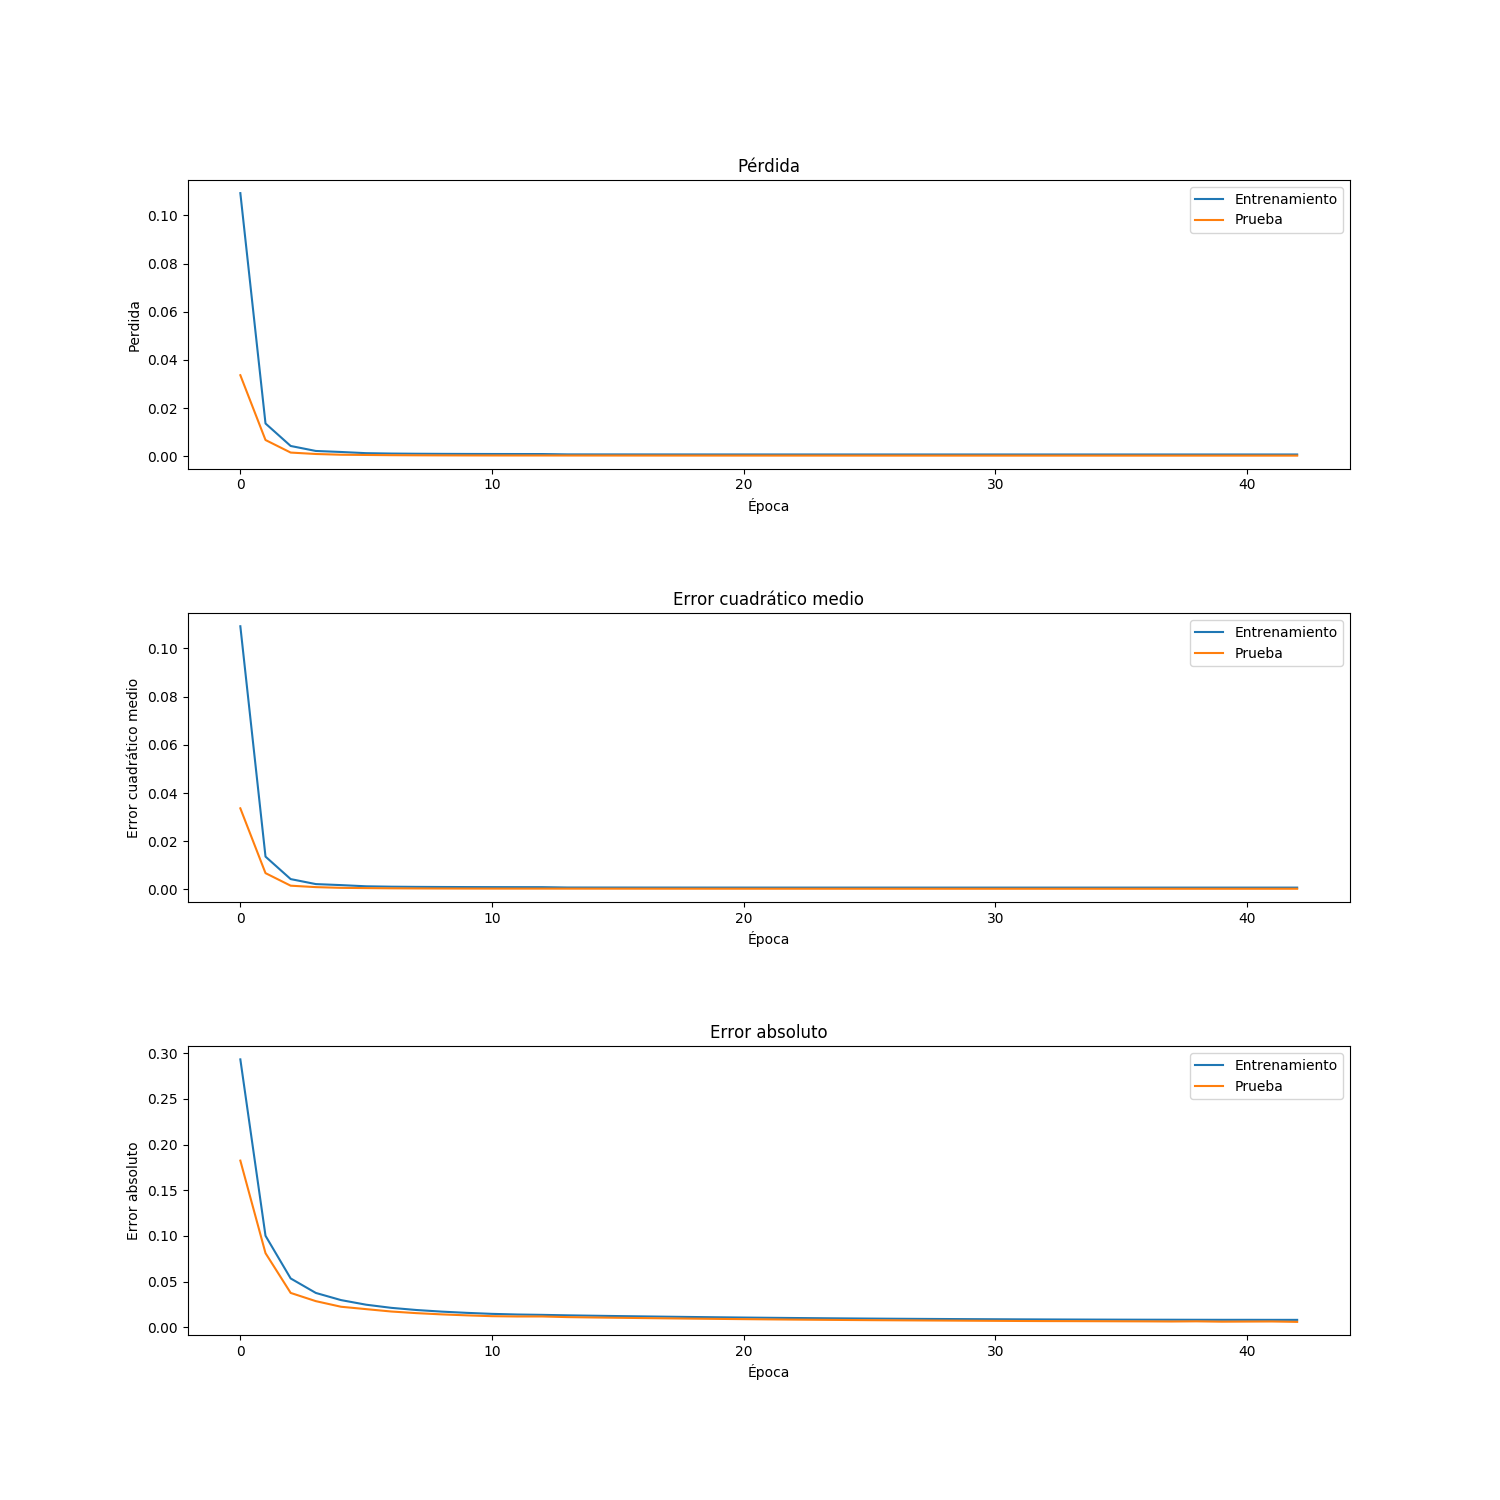 Pérdida
Entrenamiento
Prueba
0.10
0.08
0.06
0.04
0.02
0.00
Perdida
0 10 20 30 40
Época
Error cuadrático medio
Entrenamiento
Prueba
0.10
0.08
0.06
0.04
0.02
0.00
Error cuadrático medio
0 10 20 30 40
Época
Error absoluto
Entrenamiento
Prueba
0.30
0.25
0.20
0.15
0.10
0.05
0.00
Error absoluto
0 10 20 30 40
Época